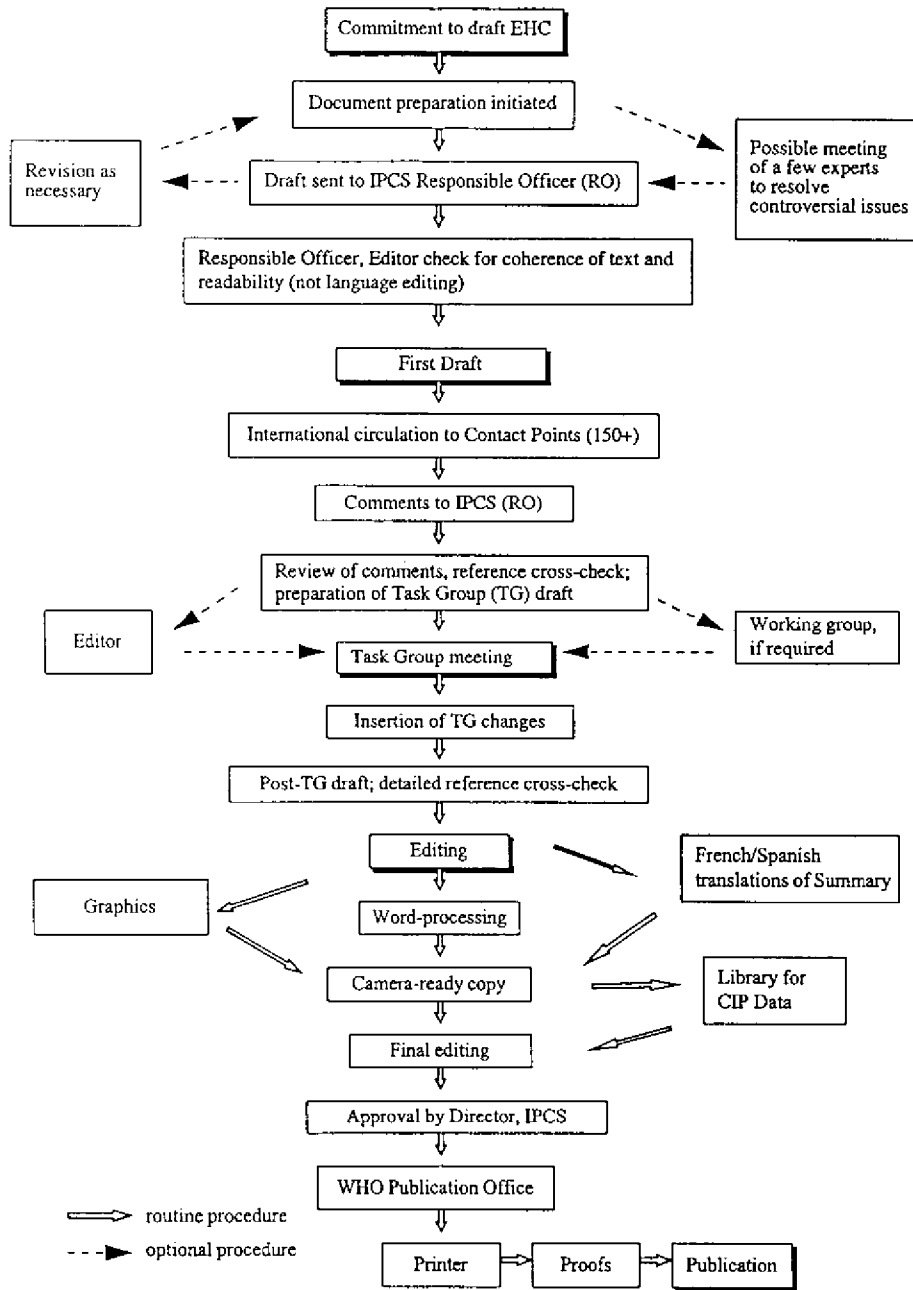 Commitment to draft EHC
Document preparation initiated
Revision as
necessary
Possible meeting
of a few experts
to resolve
controversial issues
Draft sent to IPCS Responsible Officer (RO)
Responsible Officer, Editor check for coherence of text and
readability (not language editing)
First Draft
International circulation to Contact Points (150+)
Comments to IPCS (RO)
Review of comments, reference cross-check;
preparation of Task Group (TG) draft
Editor
Working group,
if required
Task Group meeting
Insertion of TG changes
Post-TG draft; detailed reference cross-check
Editing
French/Spanish
translations of Summary
Graphics
Word-processing
Camera-ready copy
Library for
CIP Data
Final editing
Approval by Director, IPCS
WHO Publication Office
routine procedure
optional procedure
Printer
Proofs
Publication